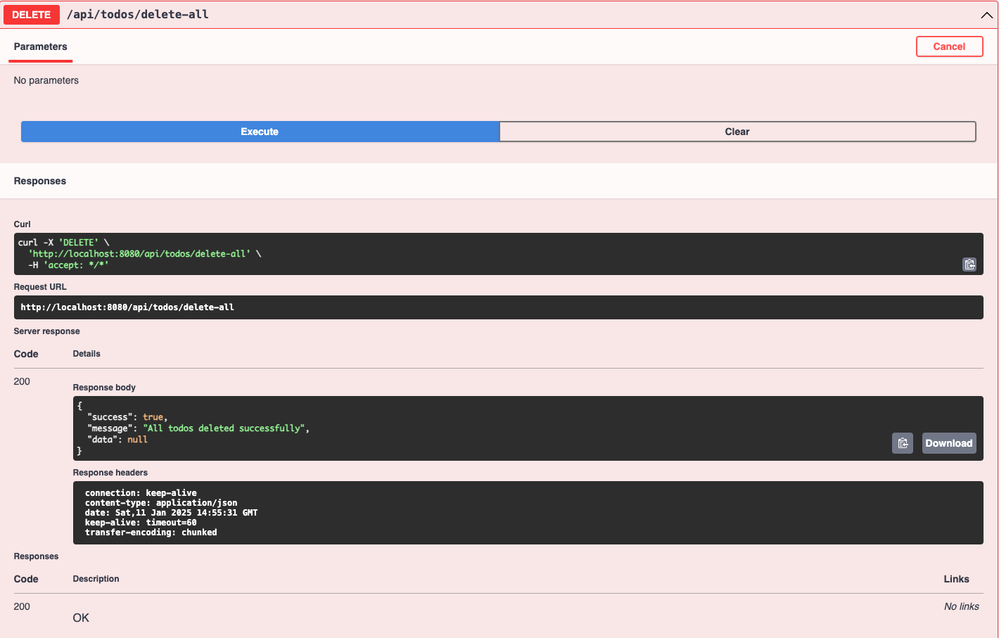 DELETE /api/todos/delete-all
Parameters
Cancel
No parameters
Execute
Clear
Responses
Curl
curl -X 'DELETE' \
  'http://localhost:8080/api/todos/delete-all' \
  -H 'accept: */*'
Request URL
http://localhost:8080/api/todos/delete-all
Server response
Code Details
200
Response body
{
  "success": true,
  "message": "All todos deleted successfully",
  "data": null
}
Download
Response headers
connection: keep-alive
content-type: application/json
date: Sat,11 Jan 2025 14:55:31 GMT
keep-alive: timeout=60
transfer-encoding: chunked
Responses
Code Description Links
200 No links
OK